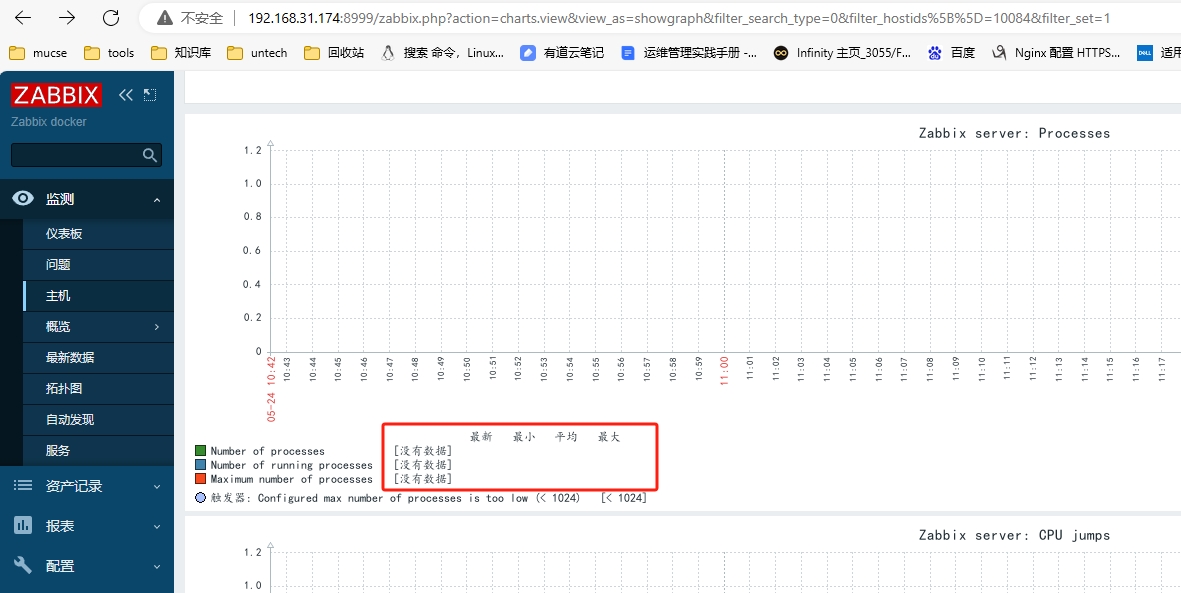 不安全 192.168.31.174:8999/zabbix.php?action=charts.view&view_as=showgraph&filter_search_type=0&filter_hostids%5B%5D=10084&filter_set=1
mucse tools 知识库 untech 回收站 搜索 命令，Linux... 有道云笔记 运维管理实践手册 -... Infinity 主页_3055/F... 百度 Nginx 配置 HTTPS... DELL 适用
ZABBIX
Zabbix docker
监测
仪表板
问题
主机
概览
最新数据
拓扑图
自动发现
服务
资产记录
报表
配置
Zabbix server: Processes
1.2
1.0
0.8
0.6
0.4
0.2
0
05-24 10:42 10:43 10:44 10:45 10:46 10:47 10:48 10:49 10:50 10:51 10:52 10:53 10:54 10:55 10:56 10:57 10:58 10:59 11:00 11:01 11:02 11:03 11:04 11:05 11:06 11:07 11:08 11:09 11:10 11:11 11:12 11:13 11:14 11:15 11:16 11:17
最新 最小 平均 最大
Number of processes [没有数据]
Number of running processes [没有数据]
Maximum number of processes [没有数据]
触发器: Configured max number of processes is too low (< 1024) [< 1024]
Zabbix server: CPU jumps
1.2
1.0